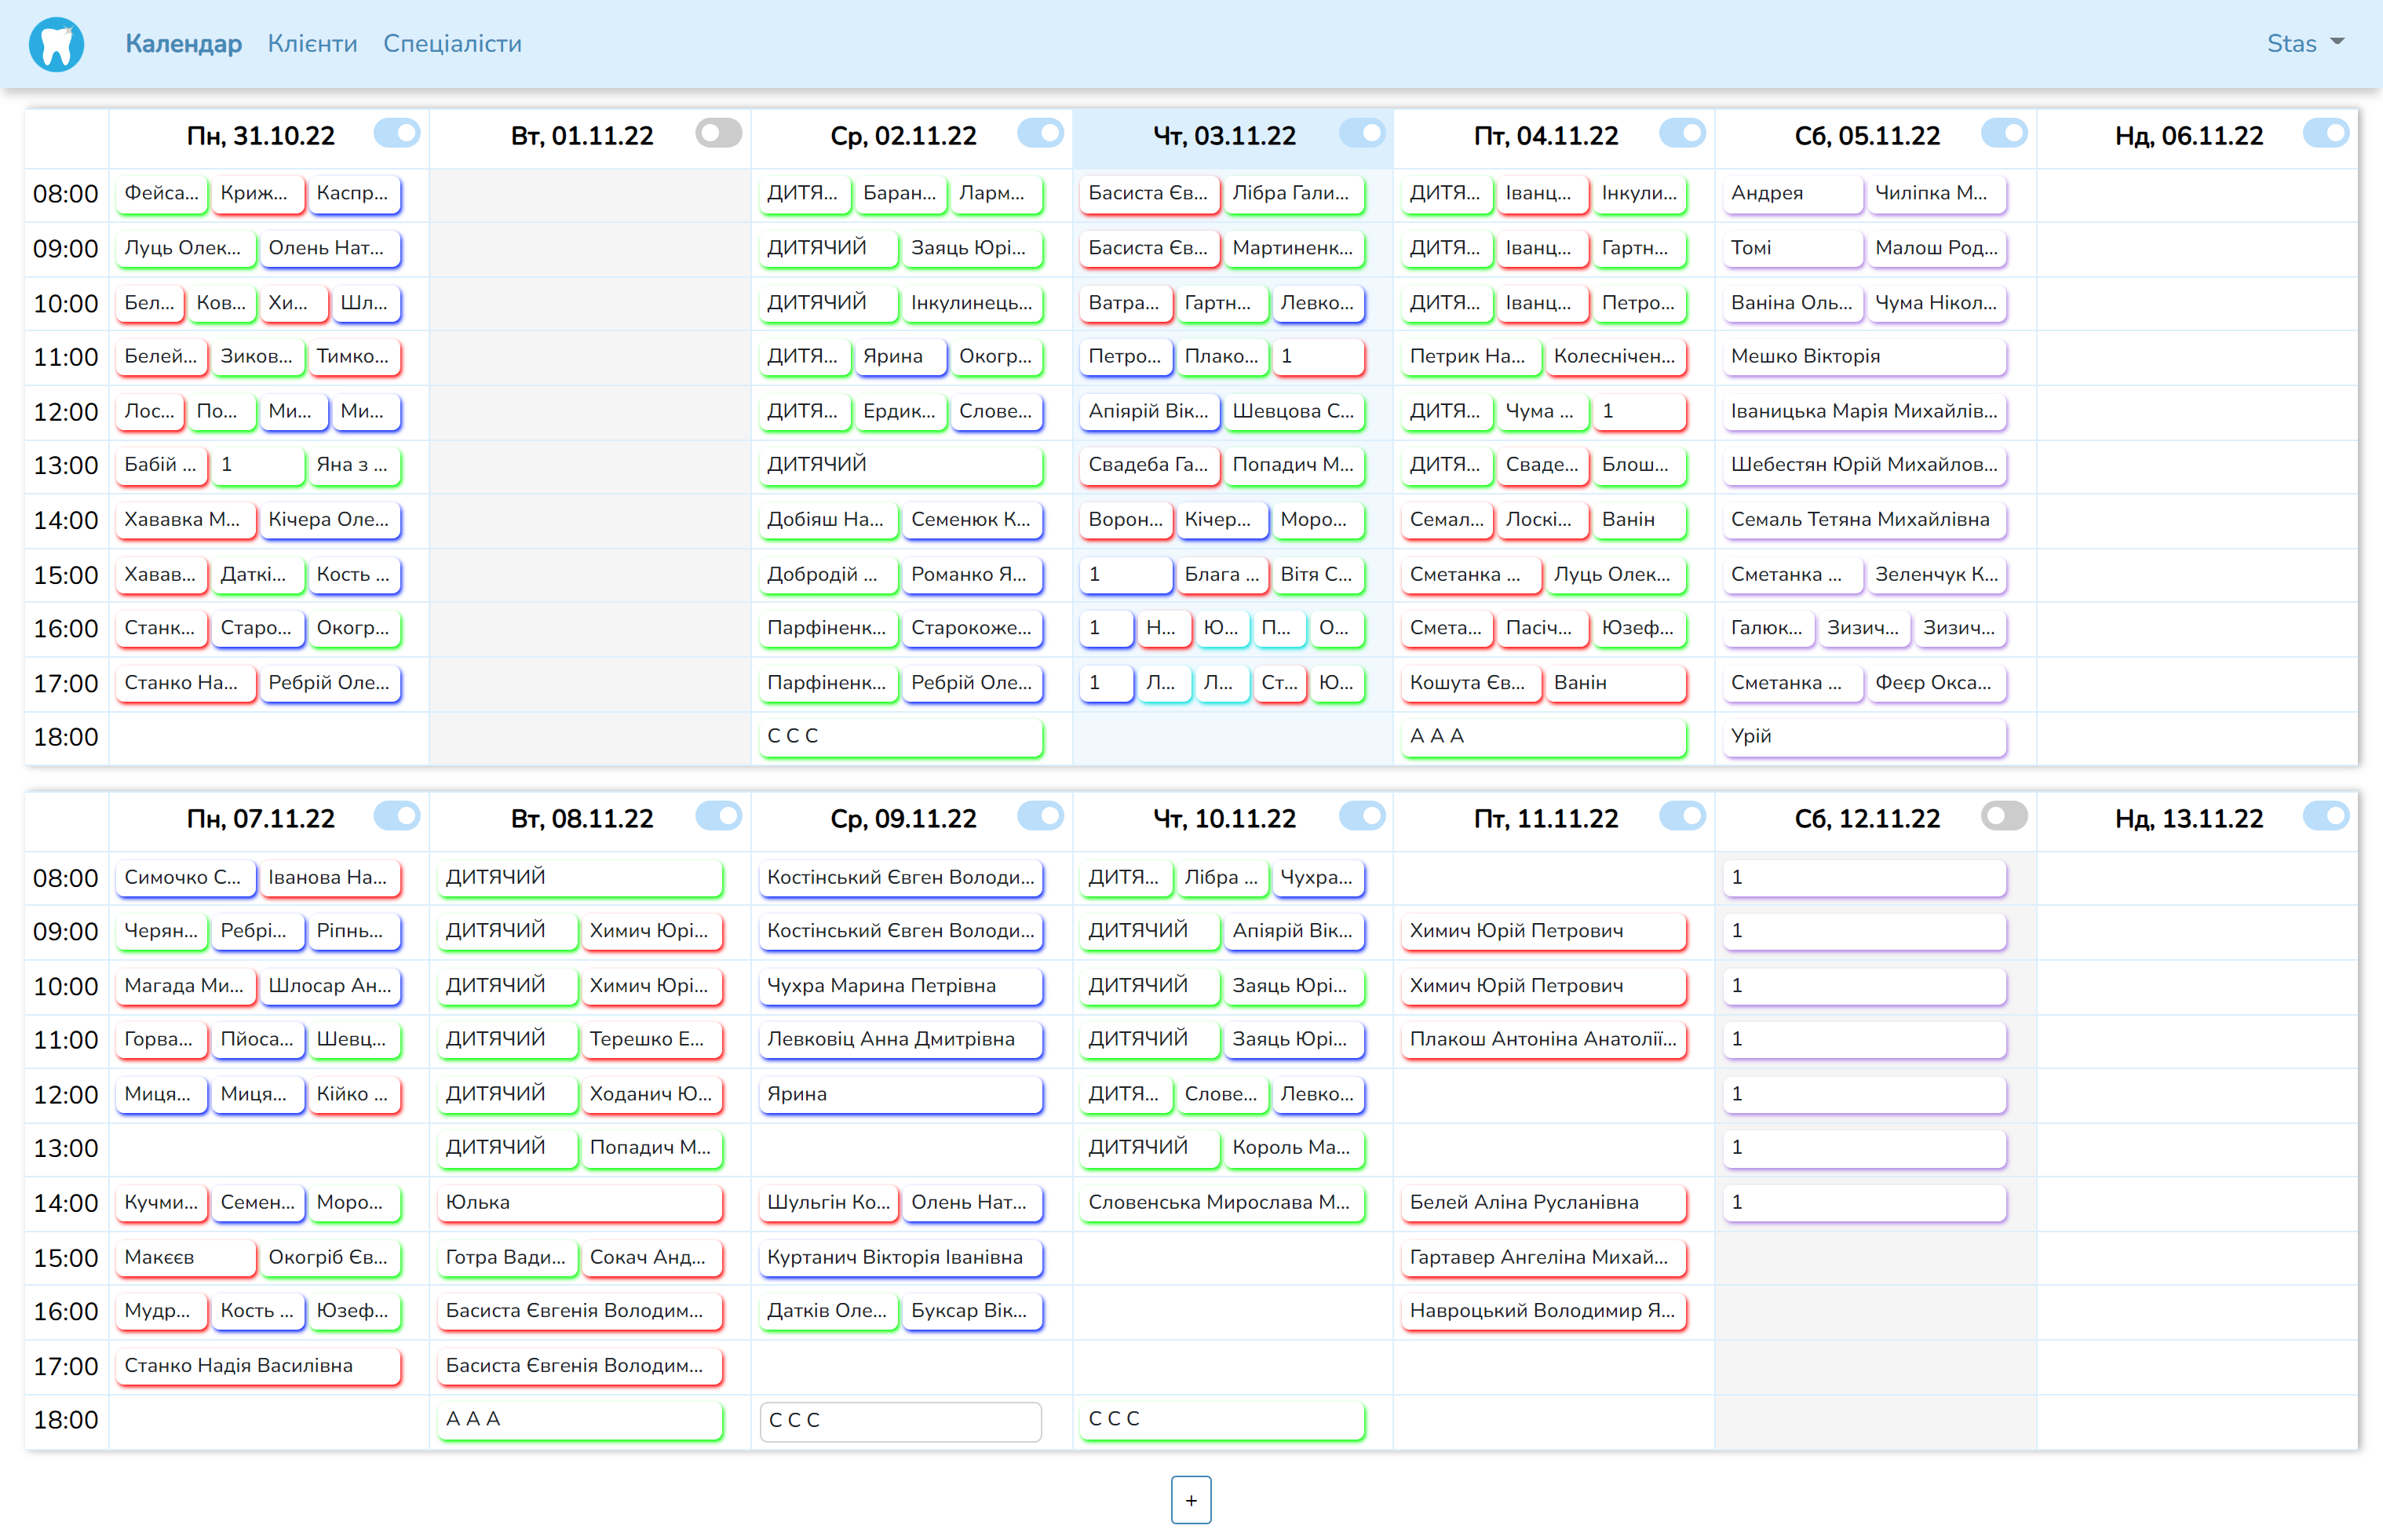 Календар Клієнти Спеціалісти Stas
Пн, 31.10.22 Вт, 01.11.22 Ср, 02.11.22 Чт, 03.11.22 Пт, 04.11.22 Сб, 05.11.22 Нд, 06.11.22
08:00 Фейса... Криж... Каспр... ДИТЯ... Баран... Ларм... Басиста Єв... Лібра Гали... ДИТЯ... Іванц... Інкули... Андрея Чиліпка М...
09:00 Луць Олек... Олень Нат... ДИТЯЧИЙ Заяць Юрі... Басиста Єв... Мартиненк... ДИТЯ... Іванц... Гартн... Томі Малош Род...
10:00 Бел... Ков... Хи... Шл... ДИТЯЧИЙ Інкулинець... Ватра... Гартн... Левко... ДИТЯ... Іванц... Петро... Ваніна Оль... Чума Нікол...
11:00 Белей... Зиков... Тимко... ДИТЯ... Ярина Окогр... Петро... Плако... 1 Петрик На... Колеснічен... Мешко Вікторія
12:00 Лос... По... Ми... Ми... ДИТЯ... Ердик... Слове... Апіярій Вік... Шевцова С... ДИТЯ... Чума ... 1 Іваницька Марія Михайлів...
13:00 Бабій ... 1 Яна з ... ДИТЯЧИЙ Свадеба Га... Попадич М... ДИТЯ... Сваде... Блош... Шебестян Юрій Михайлов...
14:00 Хававка М... Кічера Оле... Добіяш На... Семенюк К... Ворон... Кічер... Моро... Семал... Лоскі... Ванін Семаль Тетяна Михайлівна
15:00 Хавав... Даткі... Кость ... Добродій ... Романко Я... 1 Блага ... Вітя С... Сметанка ... Луць Олек... Сметанка ... Зеленчук К...
16:00 Станк... Старо... Окогр... Парфіненк... Старокоже... 1 Н... Ю... П... О... Смета... Пасіч... Юзеф... Галюк... Зизич... Зизич...
17:00 Станко На... Ребрій Оле... Парфіненк... Ребрій Оле... 1 Л... Л... Ст... Ю... Кошута Єв... Ванін Сметанка ... Феєр Окса...
18:00 С С С А А А Урій
Пн, 07.11.22 Вт, 08.11.22 Ср, 09.11.22 Чт, 10.11.22 Пт, 11.11.22 Сб, 12.11.22 Нд, 13.11.22
08:00 Симочко С... Іванова На... ДИТЯЧИЙ Костінський Євген Володи... ДИТЯ... Лібра ... Чухра... 1
09:00 Черян... Ребрі... Ріпнь... ДИТЯЧИЙ Химич Юрі... Костінський Євген Володи... ДИТЯЧИЙ Апіярій Вік... Химич Юрій Петрович 1
10:00 Магада Ми... Шлосар Ан... ДИТЯЧИЙ Химич Юрі... Чухра Марина Петрівна ДИТЯЧИЙ Заяць Юрі... Химич Юрій Петрович 1
11:00 Горва... Пйоса... Шевц... ДИТЯЧИЙ Терешко Е... Левковіц Анна Дмитрівна ДИТЯЧИЙ Заяць Юрі... Плакош Антоніна Анатолії... 1
12:00 Миця... Миця... Кійко ... ДИТЯЧИЙ Ходанич Ю... Ярина ДИТЯ... Слове... Левко... 1
13:00 ДИТЯЧИЙ Попадич М... ДИТЯЧИЙ Король Ма... 1
14:00 Кучми... Семен... Моро... Юлька Шульгін Ко... Олень Нат... Словенська Мирослава М... Белей Аліна Русланівна 1
15:00 Макєєв Окогріб Єв... Готра Вади... Сокач Анд... Куртанич Вікторія Іванівна Гартавер Ангеліна Михай...
16:00 Мудр... Кость ... Юзеф... Басиста Євгенія Володим... Датків Оле... Буксар Вік... Навроцький Володимир Я...
17:00 Станко Надія Василівна Басиста Євгенія Володим...
18:00 А А А С С С С С С
+